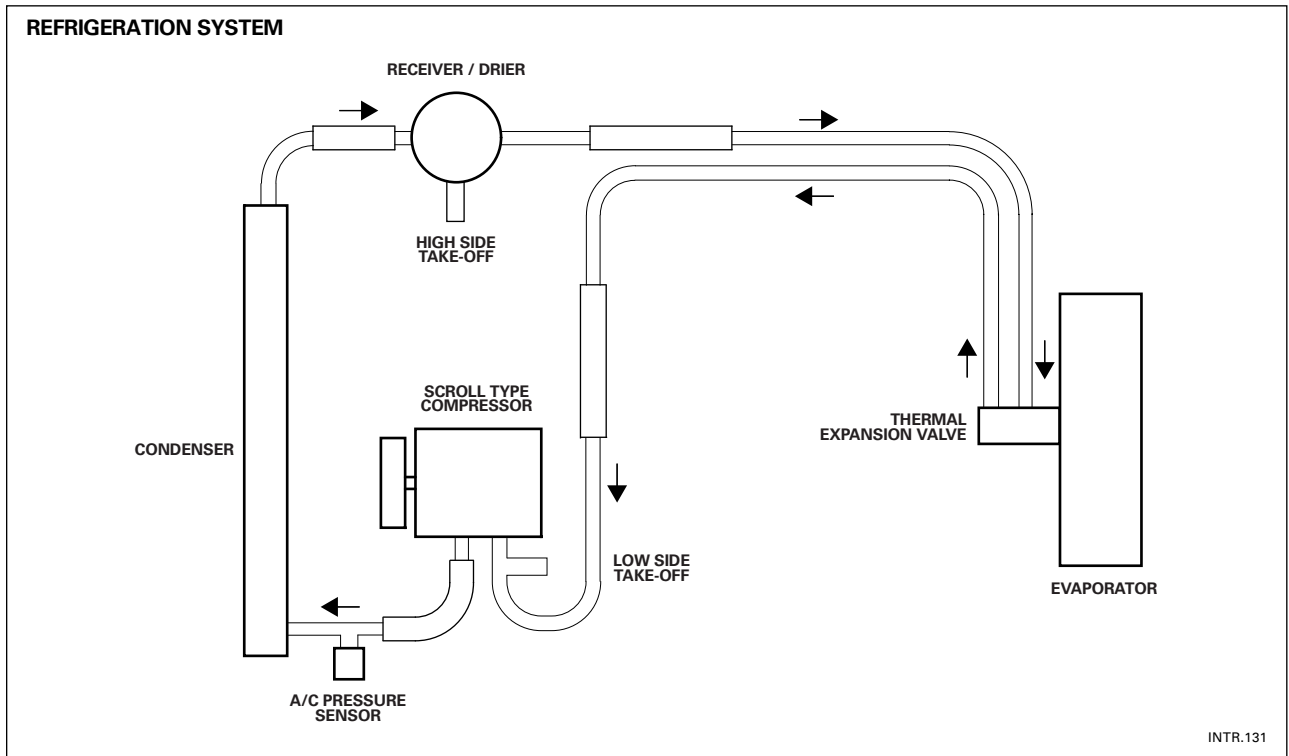 REFRIGERATION SYSTEM
RECEIVER / DRIER
HIGH SIDE
TAKE-OFF
SCROLL TYPE
COMPRESSOR
CONDENSER
THERMAL
EXPANSION VALVE
LOW SIDE
TAKE-OFF
EVAPORATOR
A/C PRESSURE
SENSOR
INTR.131